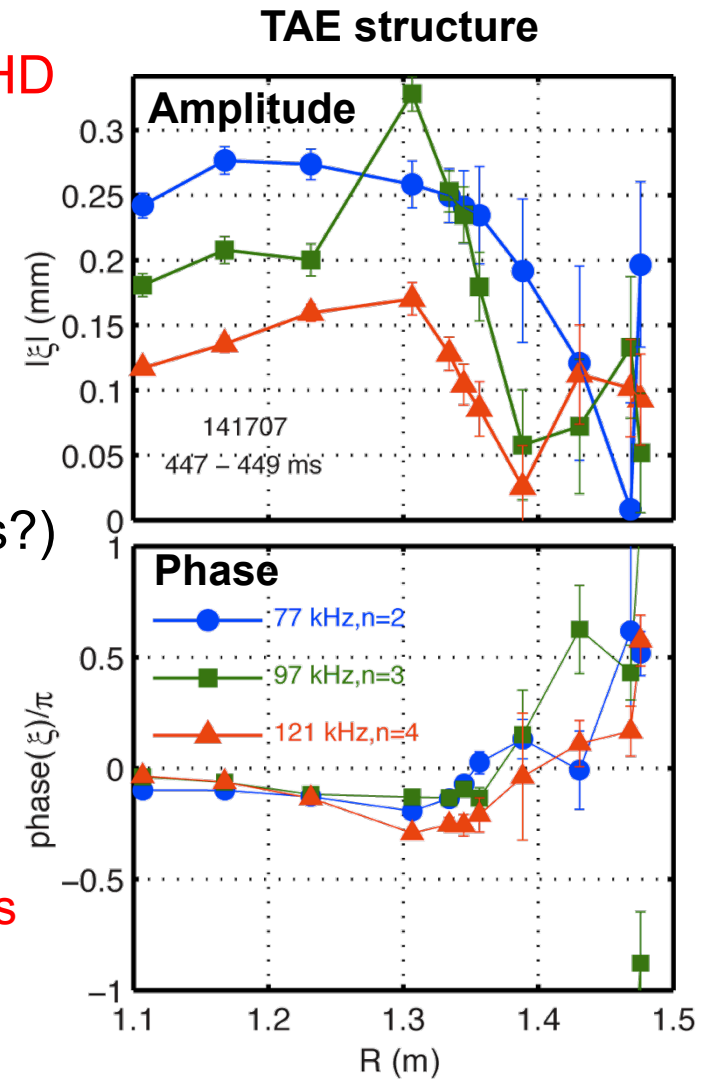 TAE structure
HD
Amplitude
0.3
0.25
0.2
0.15
0.1
0.05
0
|ξ| (mm)
141707
447 – 449 ms
s?)
Phase
1
0.5
0
−0.5
−1
phase(ξ)/π
77 kHz,n=2
97 kHz,n=3
121 kHz,n=4
s
1.1 1.2 1.3 1.4 1.5
R (m)